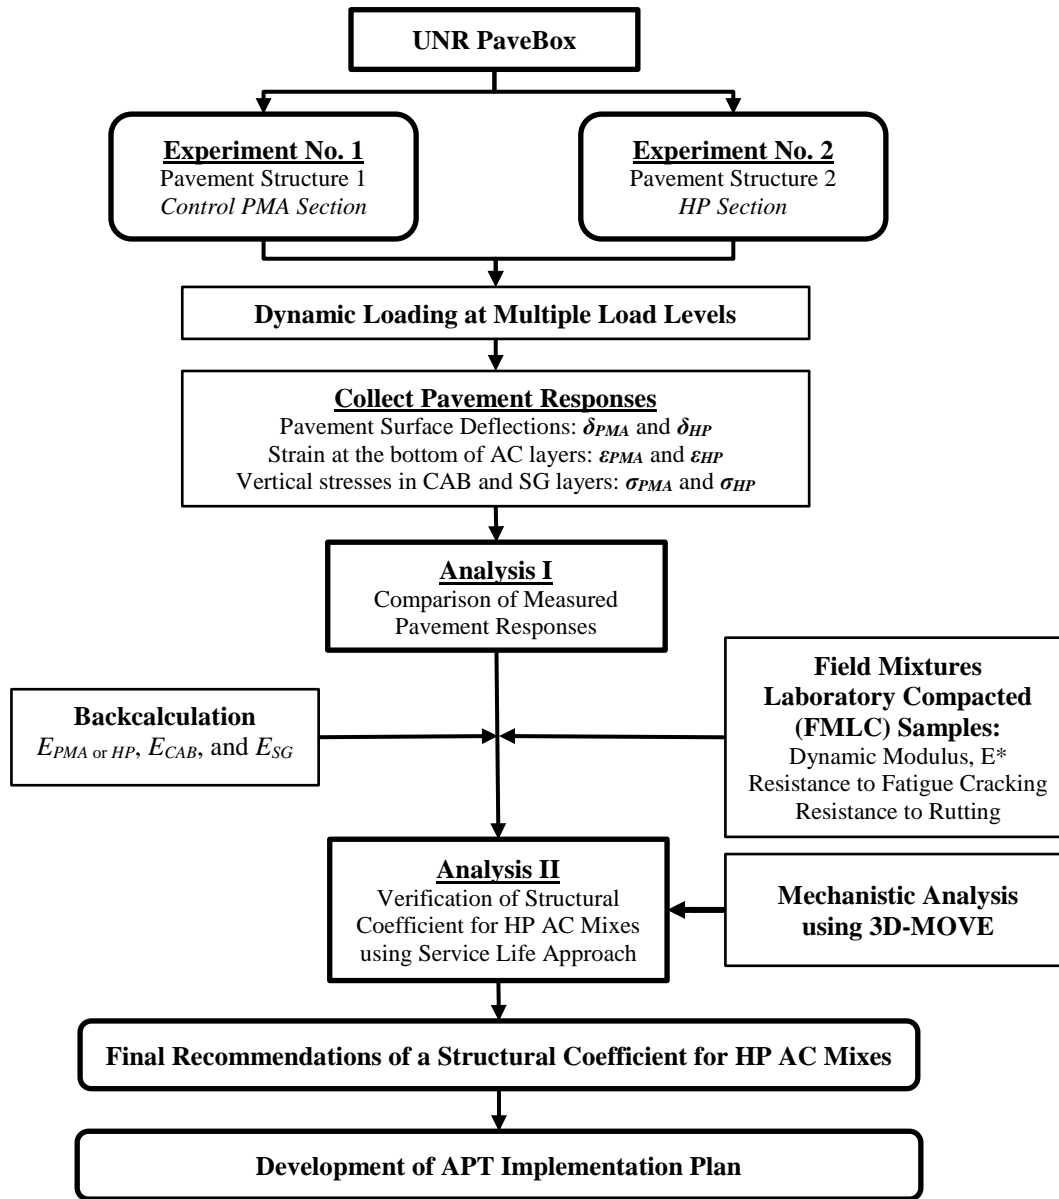 UNR PaveBox
Experiment No. 1
Pavement Structure 1
Control PMA Section
Experiment No. 2
Pavement Structure 2
HP Section
Dynamic Loading at Multiple Load Levels
Collect Pavement Responses
Pavement Surface Deflections: δPMA and δHP
Strain at the bottom of AC layers: εPMA and εHP
Vertical stresses in CAB and SG layers: σPMA and σHP
Analysis I
Comparison of Measured
Pavement Responses
Backcalculation
EPMA or HP, ECAB, and ESG
Field Mixtures
Laboratory Compacted
(FMLC) Samples:
Dynamic Modulus, E*
Resistance to Fatigue Cracking
Resistance to Rutting
Analysis II
Verification of Structural
Coefficient for HP AC Mixes
using Service Life Approach
Mechanistic Analysis
using 3D-MOVE
Final Recommendations of a Structural Coefficient for HP AC Mixes
Development of APT Implementation Plan